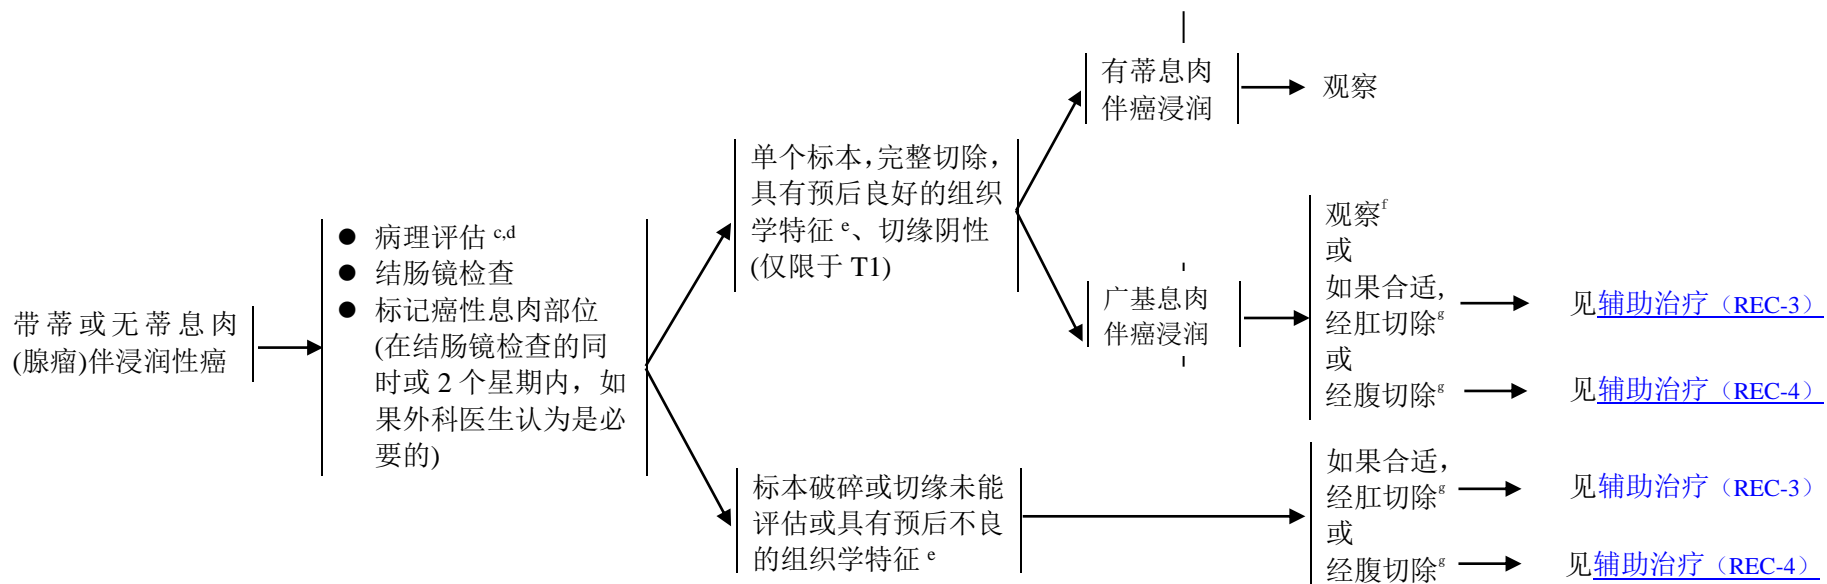 带蒂或无蒂息肉
(腺瘤)伴浸润性癌
● 病理评估 c,d
● 结肠镜检查
● 标记癌性息肉部位
(在结肠镜检查的同
时或 2 个星期内，如
果外科医生认为是必
要的)
单个标本，完整切除，
具有预后良好的组织
学特征 e、切缘阴性
(仅限于 T1)
有蒂息肉
伴癌浸润
观察
广基息肉
伴癌浸润
观察f
或
如果合适,
经肛切除g
或
经腹切除g
见辅助治疗（REC-3）
见辅助治疗（REC-4）
标本破碎或切缘未能
评估或具有预后不良
的组织学特征 e
如果合适，
经肛切除g
或
经腹切除g
见辅助治疗（REC-3）
见辅助治疗（REC-4）